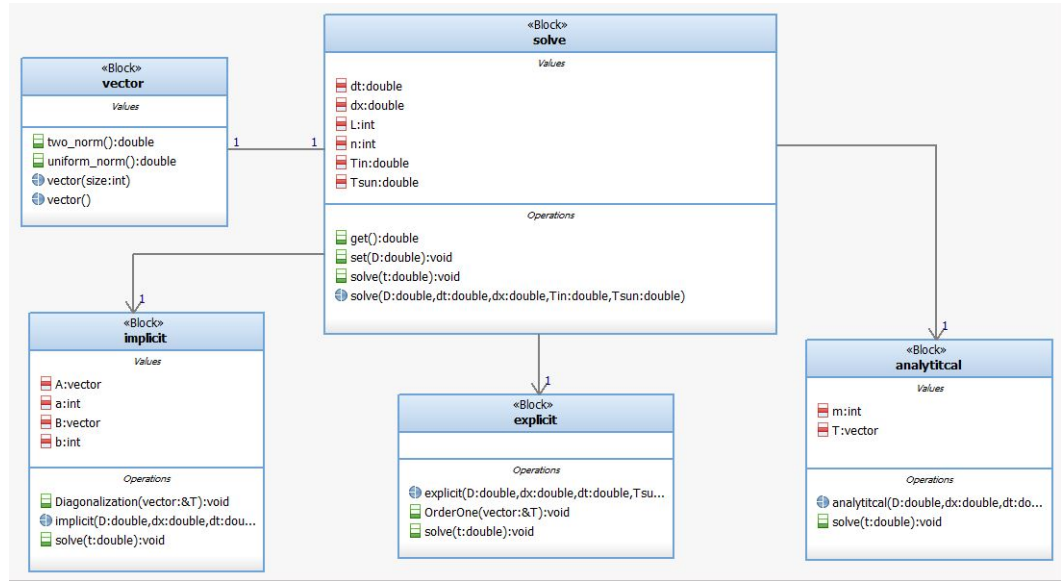 «Block»
vector
Values
two_norm():double
uniform_norm():double
vector(size:int)
vector()
1
1
«Block»
solve
Values
dt:double
dx:double
L:int
n:int
Tin:double
Tsun:double
Operations
get():double
set(D:double):void
solve(t:double):void
solve(D:double,dt:double,dx:double,Tin:double,Tsun:double)
1
«Block»
implicit
Values
A:vector
a:int
B:vector
b:int
Operations
Diagonalization(vector:&T):void
implicit(D:double,dx:double,dt:dou...
solve(t:double):void
1
«Block»
explicit
Operations
explicit(D:double,dx:double,dt:double,Tsu...
OrderOne(vector:&T):void
solve(t:double):void
1
«Block»
analytitcal
Values
m:int
T:vector
Operations
analytitcal(D:double,dx:double,dt:do...
solve(t:double):void